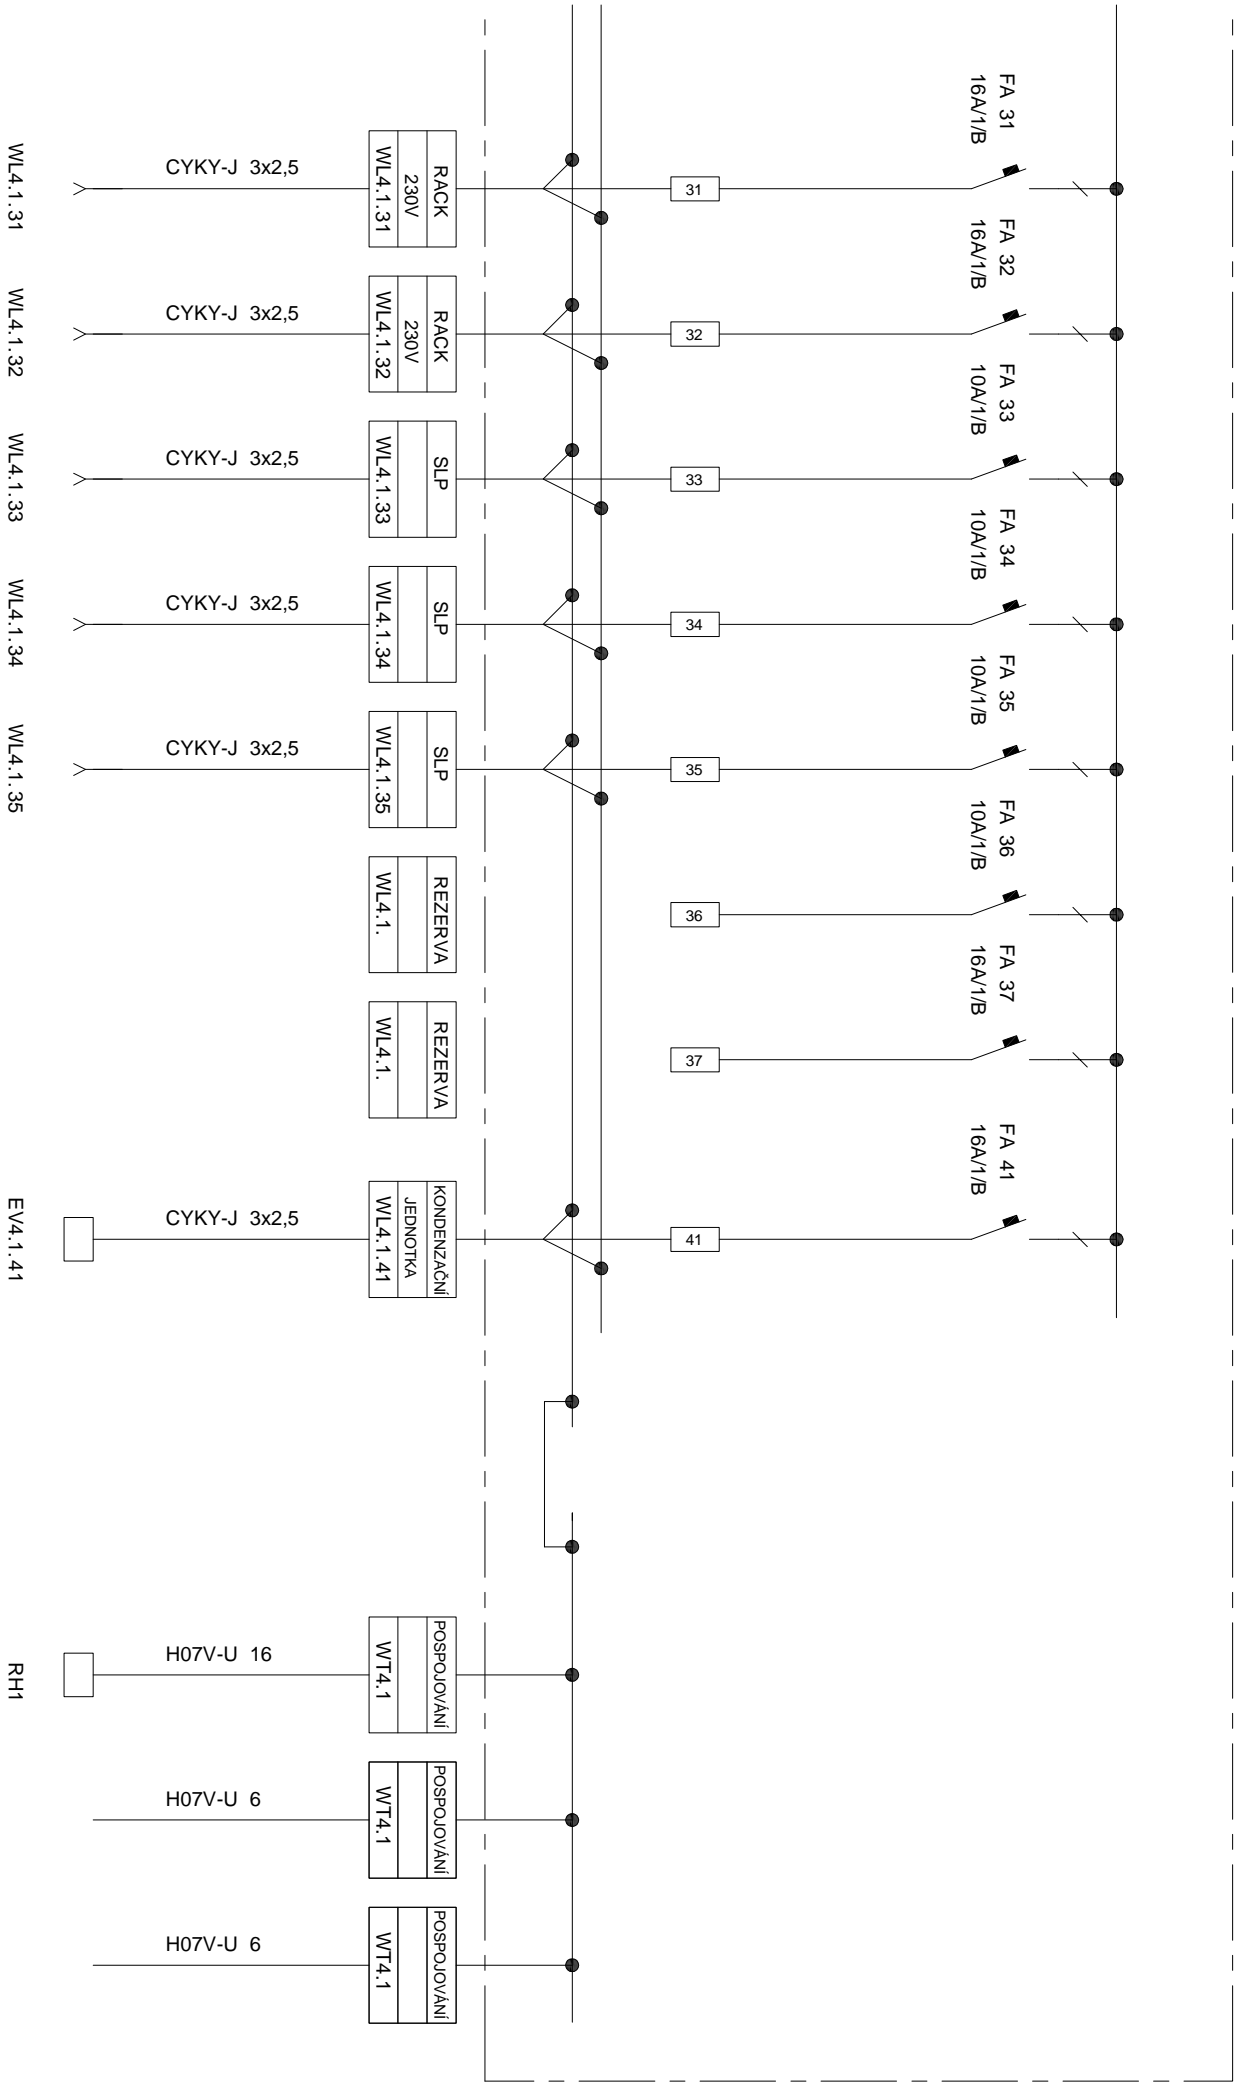 FA 31
16A/1/B
FA 32
16A/1/B
FA 33
10A/1/B
FA 34
10A/1/B
FA 35
10A/1/B
FA 36
10A/1/B
FA 37
16A/1/B
FA 41
16A/1/B
31
32
33
34
35
36
37
41
RACK
230V
WL4.1.31
RACK
230V
WL4.1.32
SLP
WL4.1.33
SLP
WL4.1.34
SLP
WL4.1.35
REZERVA
WL4.1.
REZERVA
WL4.1.
KONDENZAČNÍ
JEDNOTKA
WL4.1.41
POSPOJOVÁNÍ
WT4.1
POSPOJOVÁNÍ
WT4.1
POSPOJOVÁNÍ
WT4.1
CYKY-J 3x2,5
CYKY-J 3x2,5
CYKY-J 3x2,5
CYKY-J 3x2,5
CYKY-J 3x2,5
CYKY-J 3x2,5
H07V-U 16
H07V-U 6
H07V-U 6
WL4.1.31
WL4.1.32
WL4.1.33
WL4.1.34
WL4.1.35
EV4.1.41
RH1